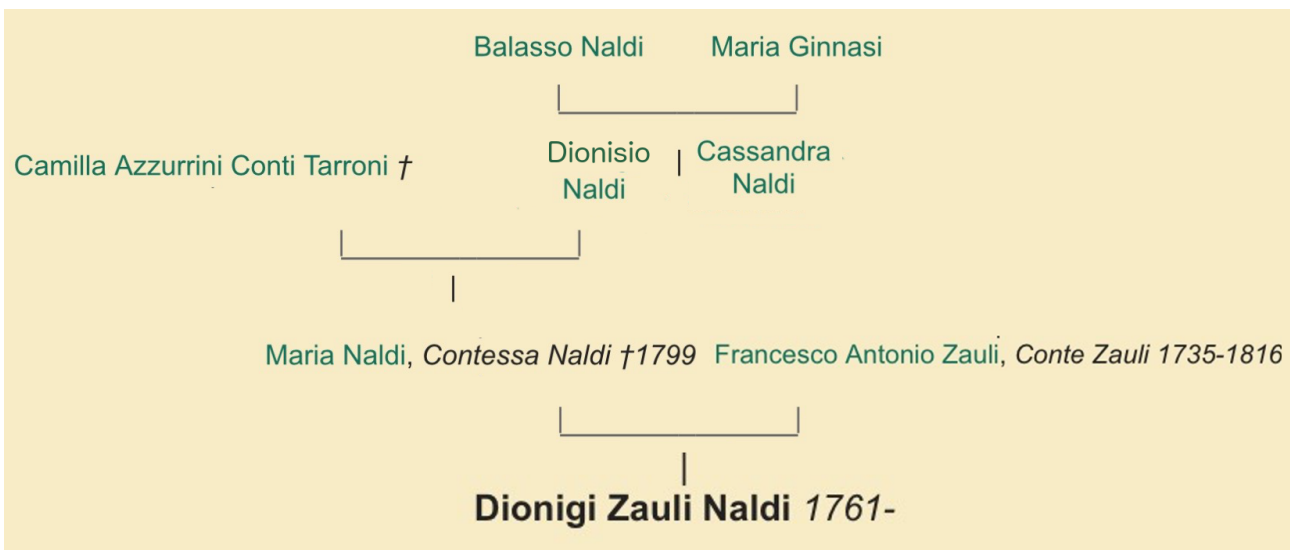 Balasso Naldi Maria Ginnasi
Camilla Azzurrini Conti Tarroni †
Dionisio
Naldi
Cassandra
Naldi
Maria Naldi, Contessa Naldi †1799 Francesco Antonio Zauli, Conte Zauli 1735-1816
Dionigi Zauli Naldi 1761-